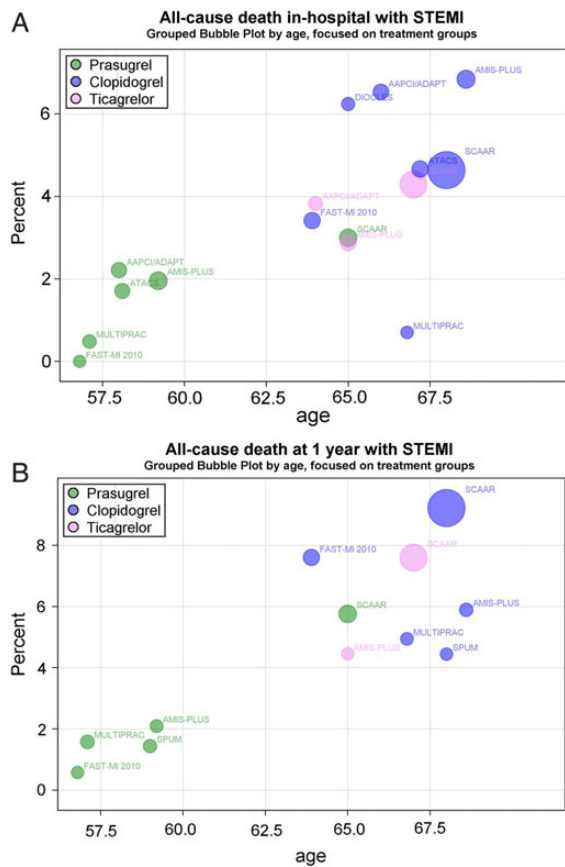 A
All-cause death in-hospital with STEMI
Grouped Bubble Plot by age, focused on treatment groups
Prasugrel
Clopidogrel
Ticagrelor
AMIS-PLUS
AAPCI/ADAPT
DIOCLES
6
SCAAR
ATACS
SCAAR
AAPCI/ADAPT
4
FAST-MI 2010
SCAAR
AMIS-PLUS
Percent
AAPCI/ADAPT
AMIS-PLUS
2
ATACS
MULTIPRAC
MULTIPRAC
FAST-MI 2010
0
57.5 60.0 62.5 65.0 67.5
age
B
All-cause death at 1 year with STEMI
Grouped Bubble Plot by age, focused on treatment groups
Prasugrel
Clopidogrel
Ticagrelor
SCAAR
8
FAST-MI 2010
SCAAR
6
SCAAR
AMIS-PLUS
MULTIPRAC
AMIS-PLUS
SPUM
Percent
4
AMIS-PLUS
2
MULTIPRAC
SPUM
FAST-MI 2010
0
57.5 60.0 62.5 65.0 67.5
age